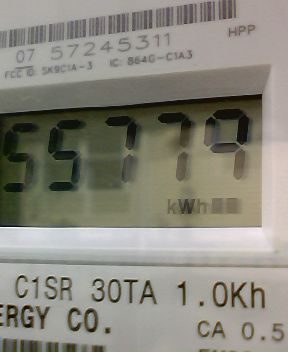 07 57245311
HPP
FCC ID: SK9C1A-3 IC: 864G-C1A3
55779
kWh
C1SR 30TA 1.0Kh
ERGY CO.
CA 0.5